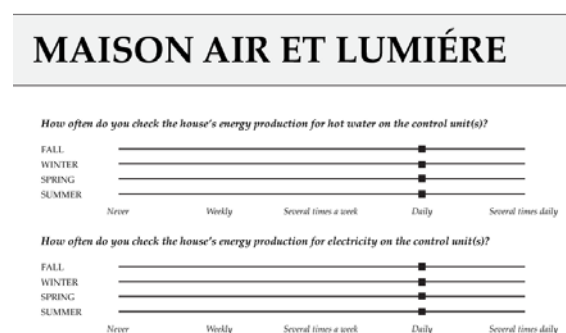 MAISON AIR ET LUMIÉRE
How often do you check the house's energy production for hot water on the control unit(s)?
FALL
WINTER
SPRING
SUMMER
Never Weekly Several times a week Daily Several times daily
How often do you check the house's energy production for electricity on the control unit(s)?
FALL
WINTER
SPRING
SUMMER
Never Weekly Several times a week Daily Several times daily